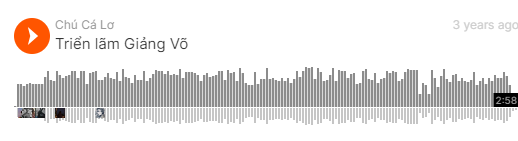 Chú Cá Lơ
3 years ago
Triển lãm Giảng Võ
2:58